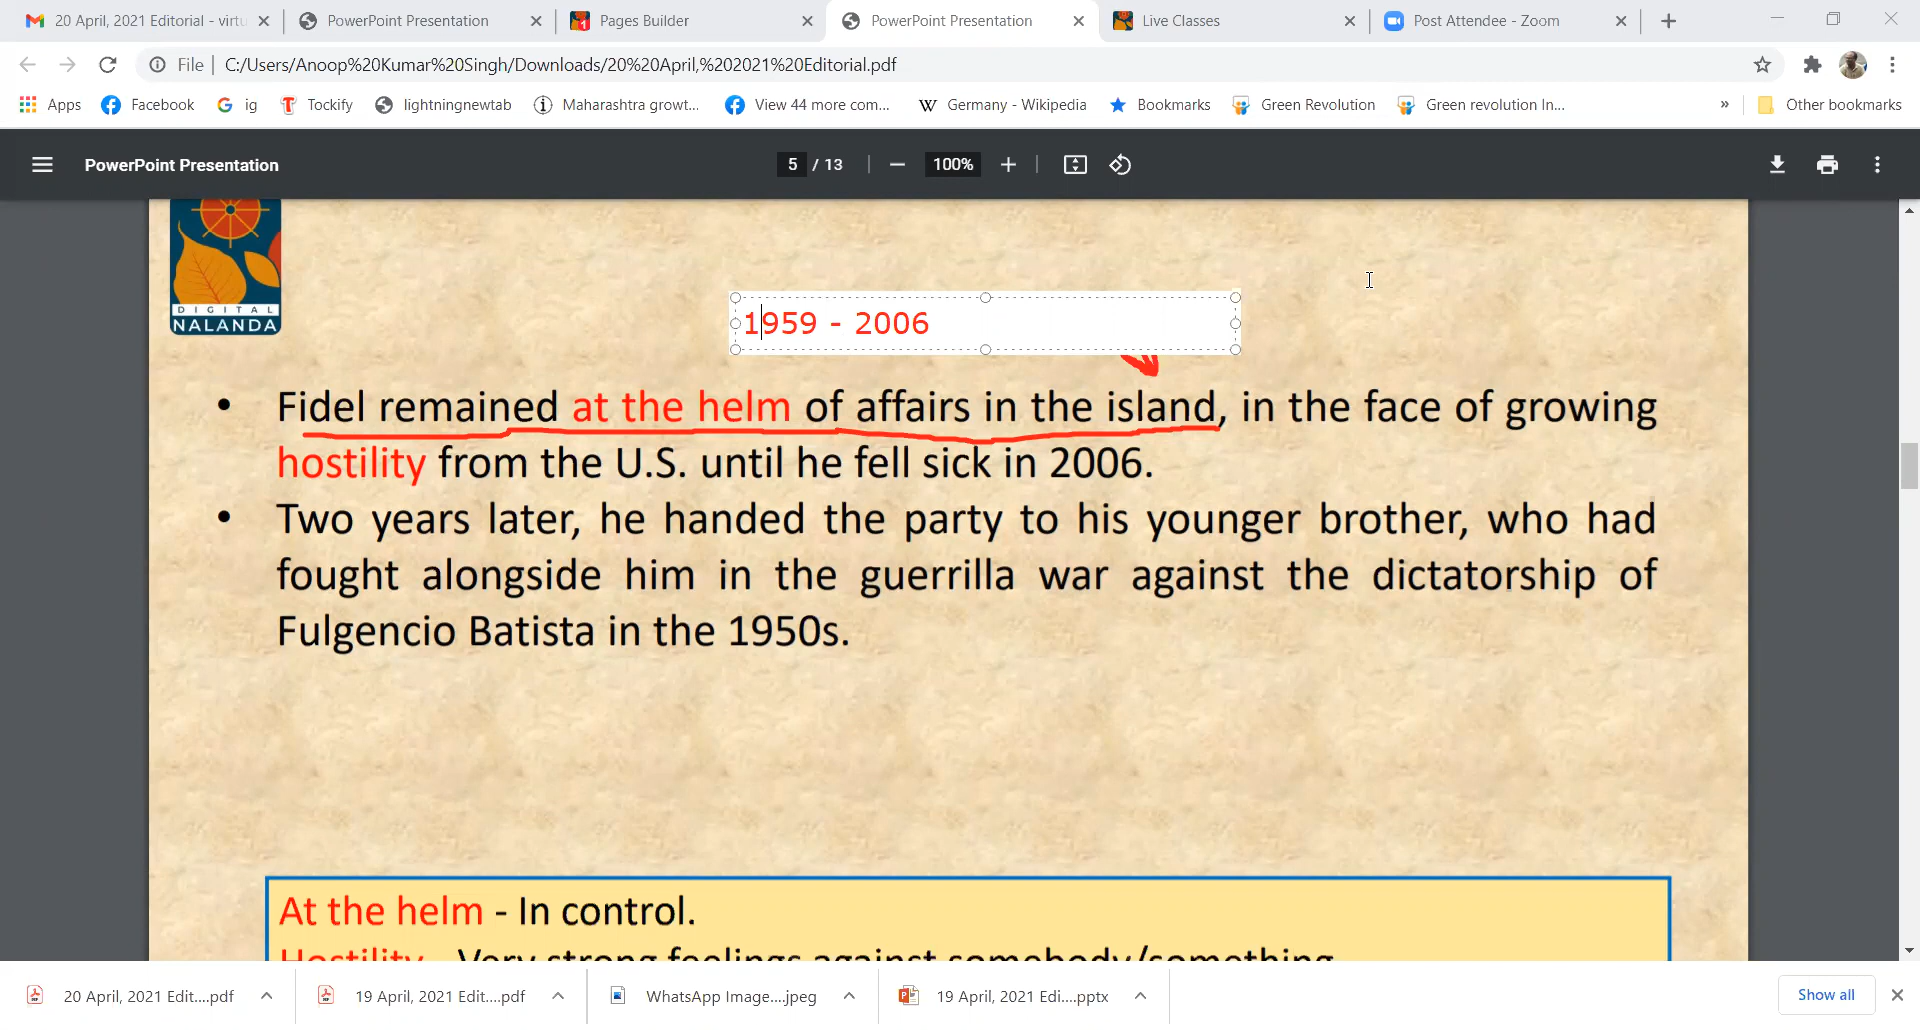 20 April, 2021 Editorial - virtu
PowerPoint Presentation
Pages Builder
PowerPoint Presentation
Live Classes
Post Attendee - Zoom
File
C:/Users/Anoop%20Kumar%20Singh/Downloads/20%20April,%202021%20Editorial.pdf
Apps
Facebook
ig
Tockify
lightningnewtab
Maharashtra growt...
View 44 more com...
Germany - Wikipedia
Bookmarks
Green Revolution
Green revolution In...
»
Other bookmarks
PowerPoint Presentation
5 / 13
100%
DIGITAL
NALANDA
1959 - 2006
• Fidel remained at the helm of affairs in the island, in the face of growing
hostility from the U.S. until he fell sick in 2006.
• Two years later, he handed the party to his younger brother, who had
fought alongside him in the guerrilla war against the dictatorship of
Fulgencio Batista in the 1950s.
At the helm - In control.
Hostility - Very strong feelings against somebody/something
20 April, 2021 Edit....pdf
19 April, 2021 Edit....pdf
WhatsApp Image....jpeg
19 April, 2021 Edi....pptx
Show all